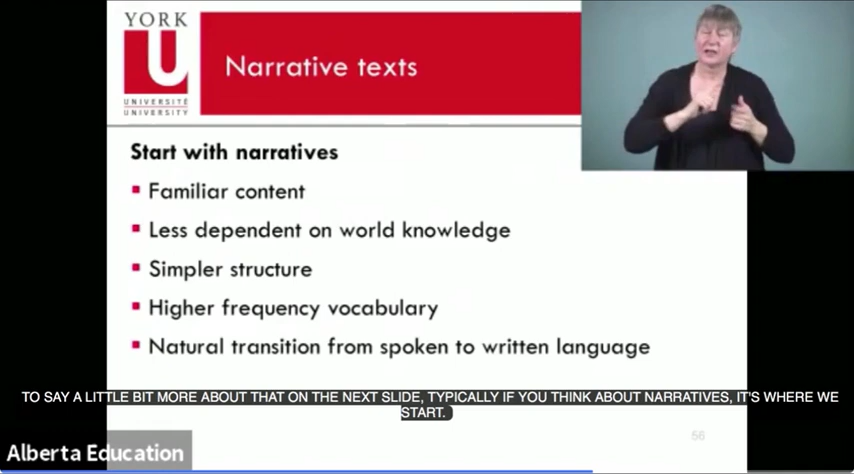 YORK
U
UNIVERSITÉ
UNIVERSITY
Narrative texts
Start with narratives
Familiar content
Less dependent on world knowledge
Simpler structure
Higher frequency vocabulary
Natural transition from spoken to written language
TO SAY A LITTLE BIT MORE ABOUT THAT ON THE NEXT SLIDE, TYPICALLY IF YOU THINK ABOUT NARRATIVES, IT'S WHERE WE
START.
56
Alberta Education